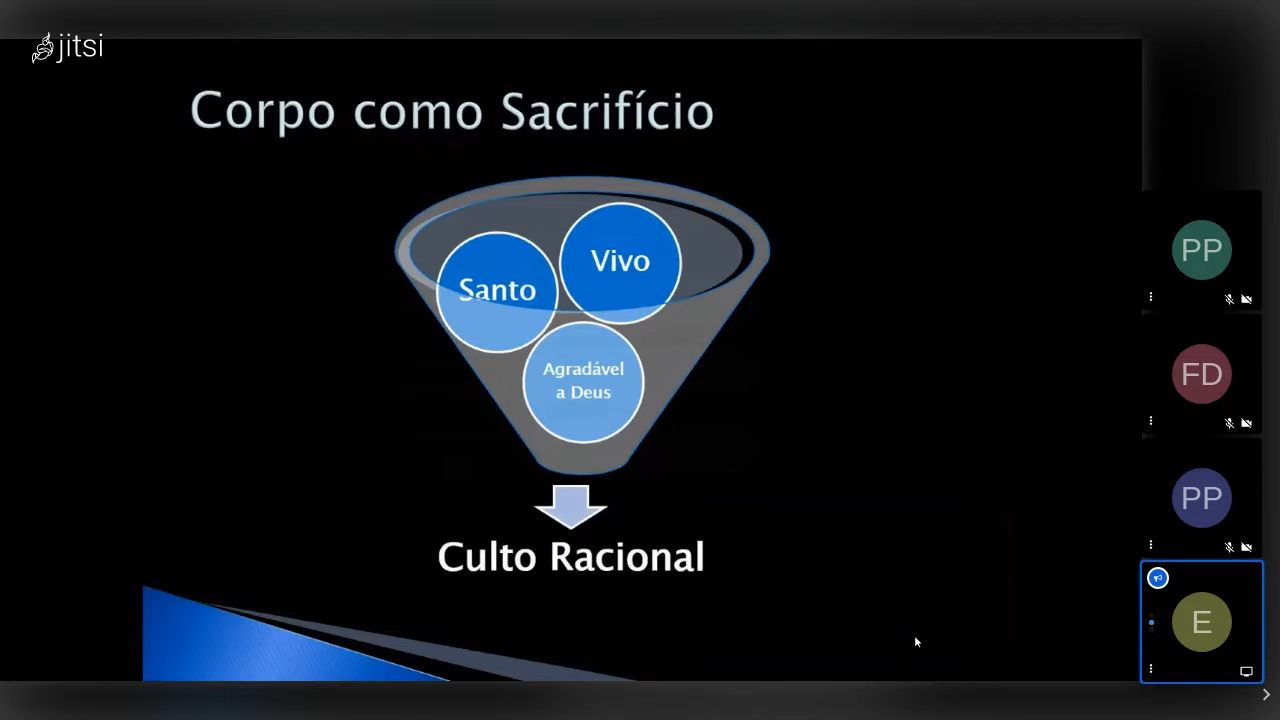 jitsi
Corpo como Sacrifício
Vivo
Santo
Agradável
a Deus
Culto Racional
PP
FD
PP
E